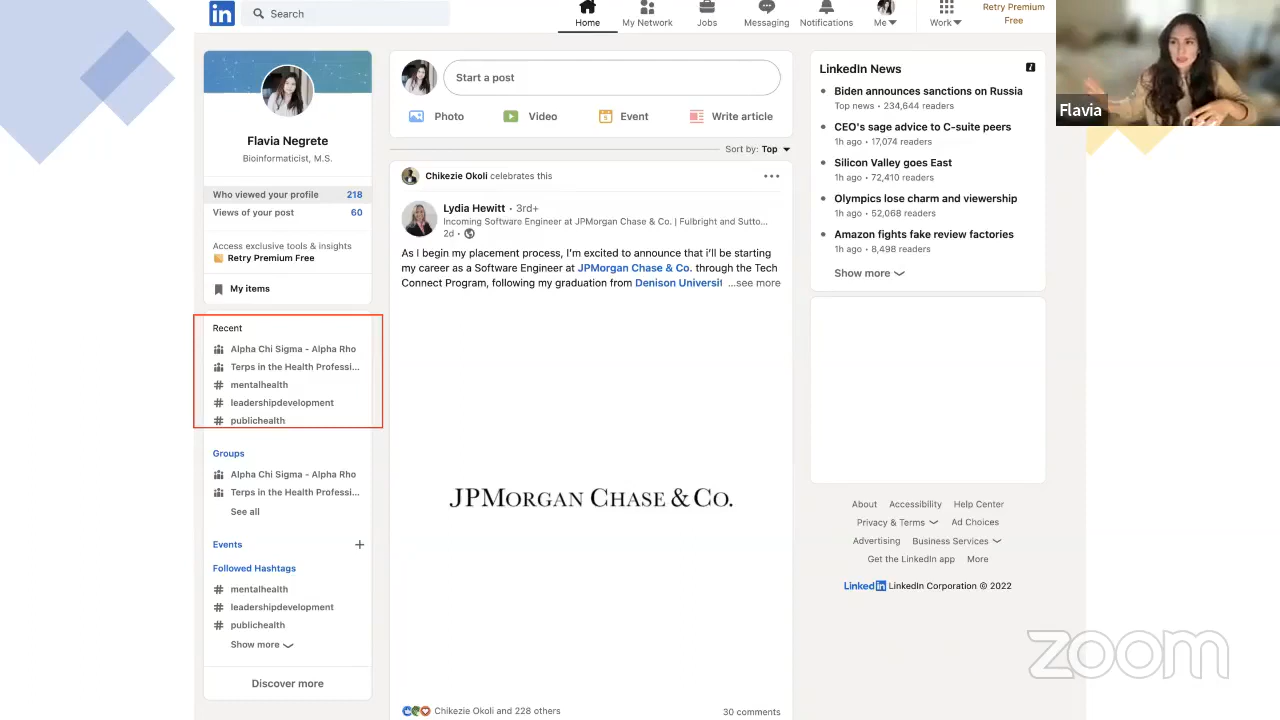 in
Search
Home
My Network
Jobs
Messaging
Notifications
Me
Work
Retry Premium
Free
Flavia
Flavia Negrete
Bioinformaticist, M.S.
Who viewed your profile 218
Views of your post 60
Access exclusive tools & insights
Retry Premium Free
My items
Recent
Alpha Chi Sigma - Alpha Rho
Terps in the Health Professi...
# mentalhealth
# leadershipdevelopment
# publichealth
Groups
Alpha Chi Sigma - Alpha Rho
Terps in the Health Professi...
See all
Events +
Followed Hashtags
# mentalhealth
# leadershipdevelopment
# publichealth
Show more
Discover more
Start a post
Photo
Video
Event
Write article
Sort by: Top
Chikezie Okoli celebrates this
Lydia Hewitt • 3rd+
Incoming Software Engineer at JPMorgan Chase & Co. | Fulbright and Sutto...
2d •
As I begin my placement process, I'm excited to announce that i'll be starting
my career as a Software Engineer at JPMorgan Chase & Co. through the Tech
Connect Program, following my graduation from Denison Universit ...see more
JPMORGAN CHASE & CO.
Chikezie Okoli and 228 others
30 comments
LinkedIn News
Biden announces sanctions on Russia
Top news • 234,644 readers
CEO's sage advice to C-suite peers
1h ago • 17,074 readers
Silicon Valley goes East
1h ago • 72,410 readers
Olympics lose charm and viewership
1h ago • 52,068 readers
Amazon fights fake review factories
1h ago • 8,498 readers
Show more
About Accessibility Help Center
Privacy & Terms Ad Choices
Advertising Business Services
Get the LinkedIn app More
LinkedIn LinkedIn Corporation © 2022
zoom